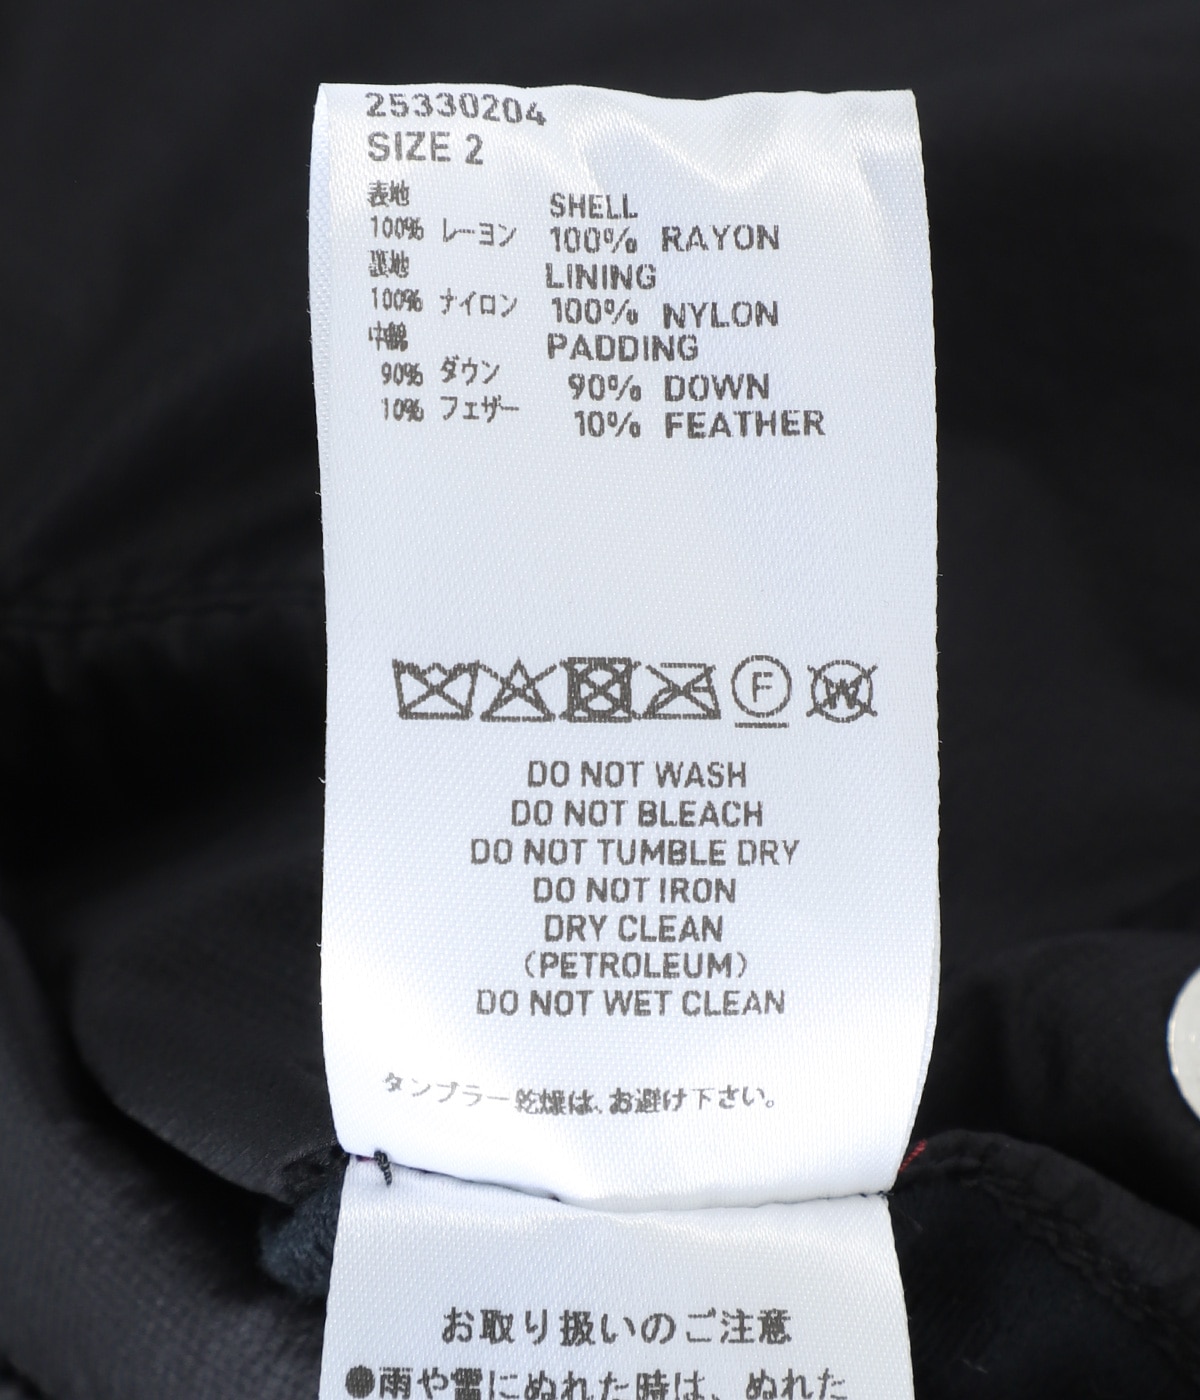 25330204
SIZE 2
表地 SHELL
100% レーヨン 100% RAYON
裏地 LINING
100% ナイロン 100% NYLON
中綿 PADDING
90% ダウン 90% DOWN
10% フェザー 10% FEATHER
F W
DO NOT WASH
DO NOT BLEACH
DO NOT TUMBLE DRY
DO NOT IRON
DRY CLEAN
(PETROLEUM)
DO NOT WET CLEAN
タンブラー乾燥は、お避け下さい。
お取り扱いのご注意
●雨や雪にぬれた時は、ぬれた